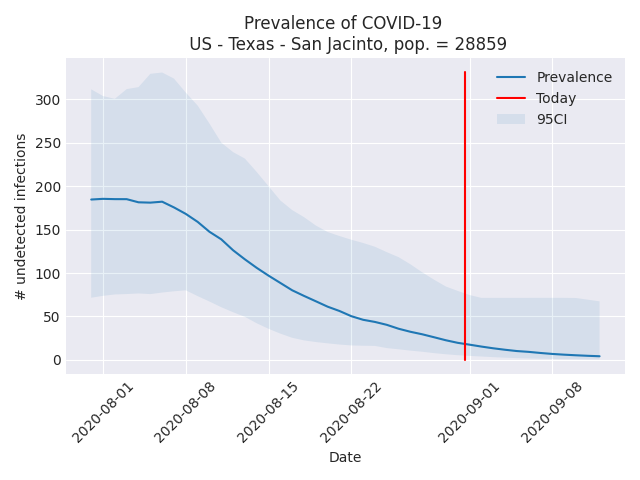 Prevalence of COVID-19
US - Texas - San Jacinto, pop. = 28859
Prevalence
Today
95CI
# undetected infections
300
250
200
150
100
50
0
2020-08-01
2020-08-08
2020-08-15
2020-08-22
2020-09-01
2020-09-08
Date